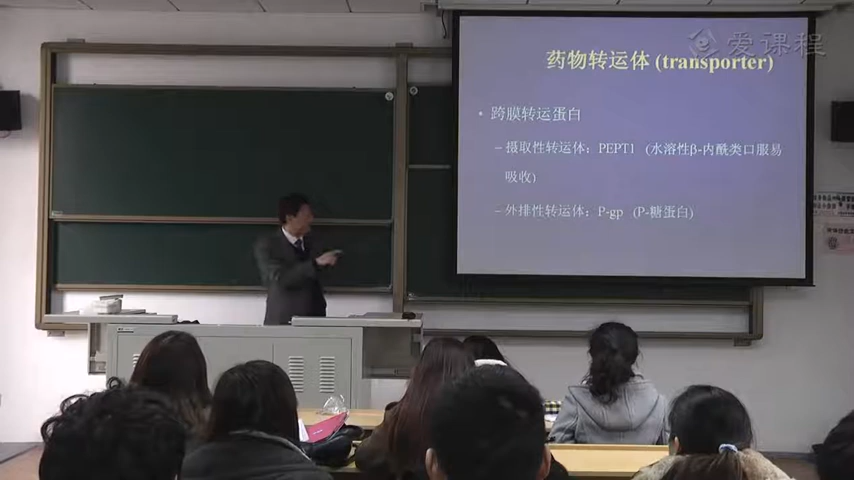 爱课程
药物转运体 (transporter)
• 跨膜转运蛋白
– 摄取性转运体：PEPT1 (水溶性β-内酰类口服易
吸收)
– 外排性转运体：P-gp (P-糖蛋白)